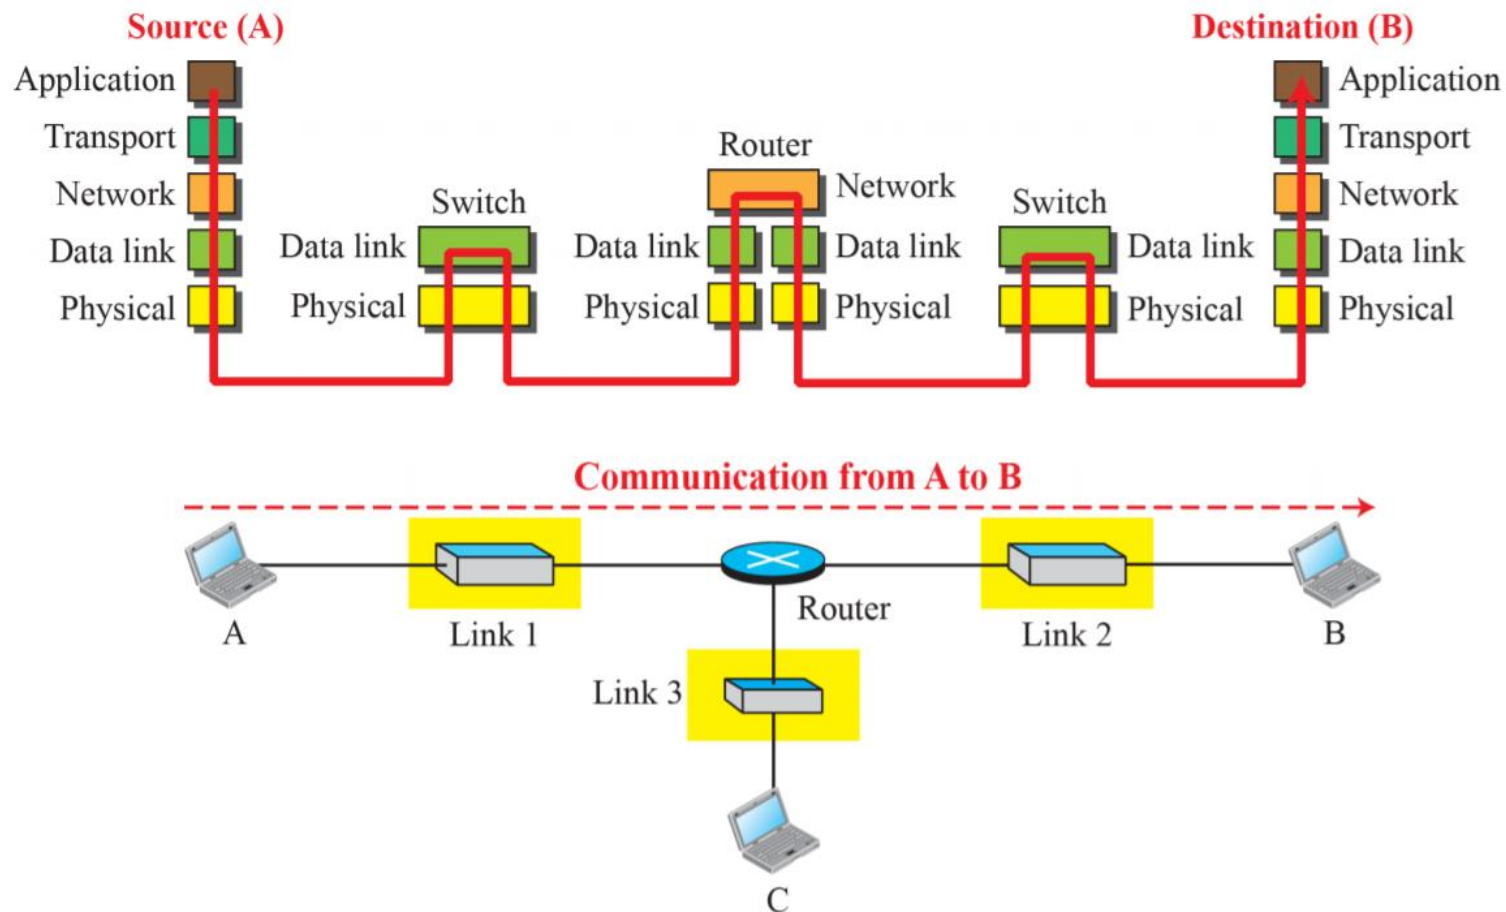 Source (A)
Destination (B)
Application
Application
Transport
Router
Transport
Network
Switch
Network
Switch
Network
Data link
Data link
Data link
Data link
Data link
Data link
Physical
Physical
Physical
Physical
Physical
Physical
Communication from A to B
A
Link 1
Router
Link 2
B
Link 3
C